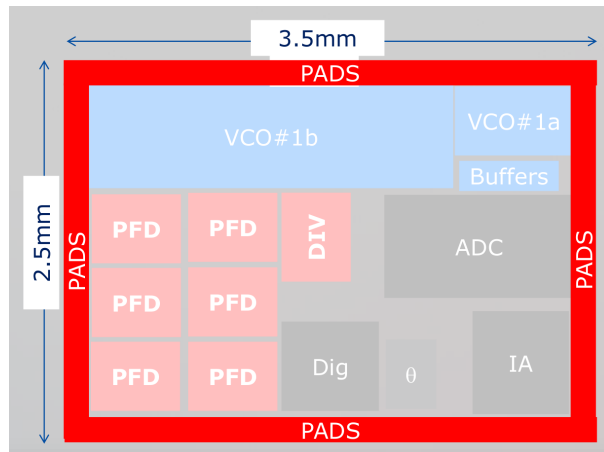 3.5mm
PADS
VCO#1b
VCO#1a
Buffers
2.5mm
PADS
PFD
PFD
DIV
ADC
PADS
PFD
PFD
Dig
θ
IA
PFD
PFD
PADS